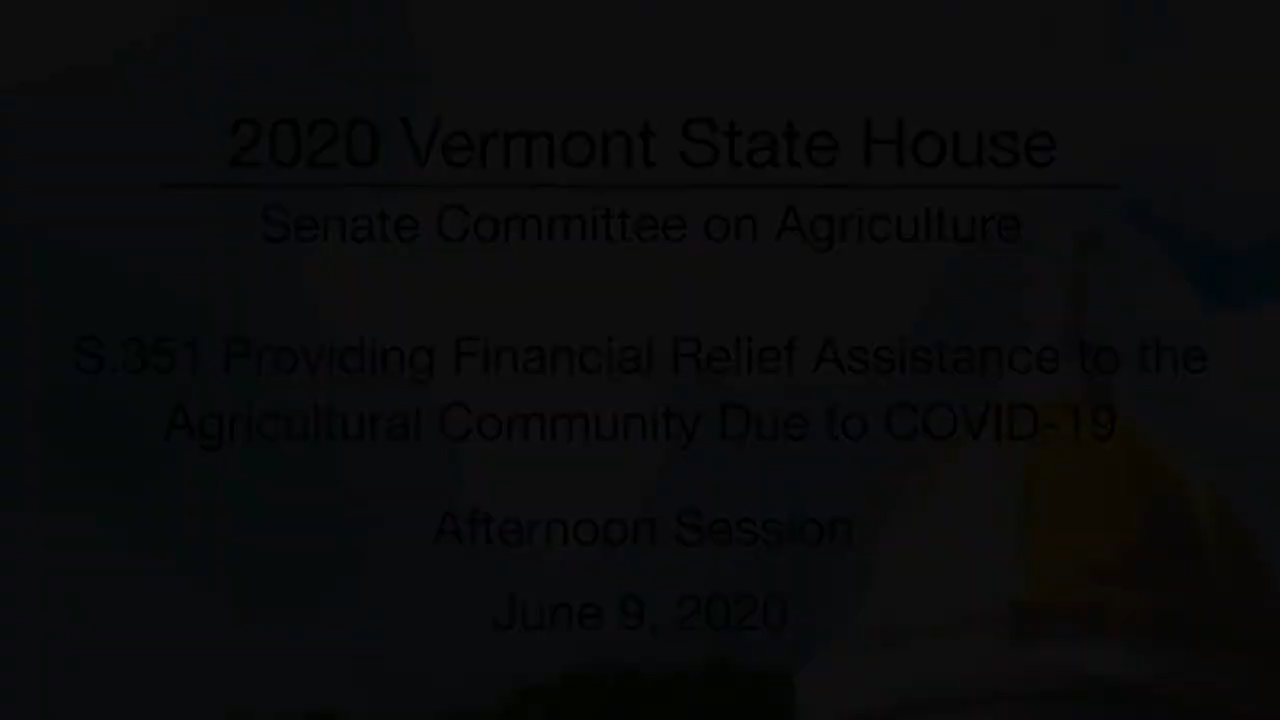 2020 Vermont State House
Senate Committee on Agriculture
S.351 Providing Financial Relief Assistance to the
Agricultural Community Due to COVID-19
Afternoon Session
June 9, 2020